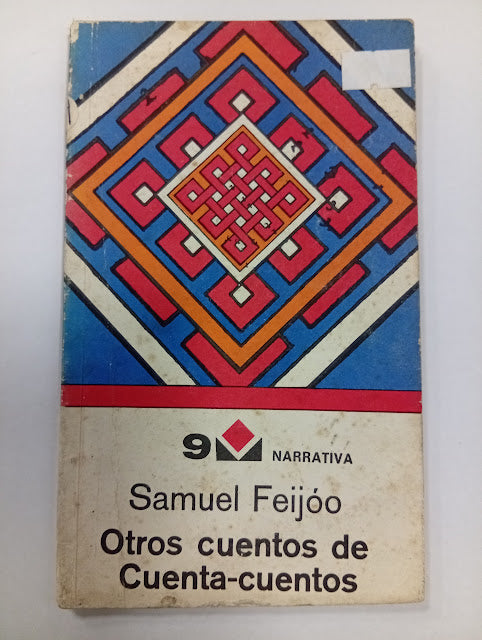 9 NARRATIVA
Samuel Feijóo
Otros cuentos de
Cuenta-cuentos